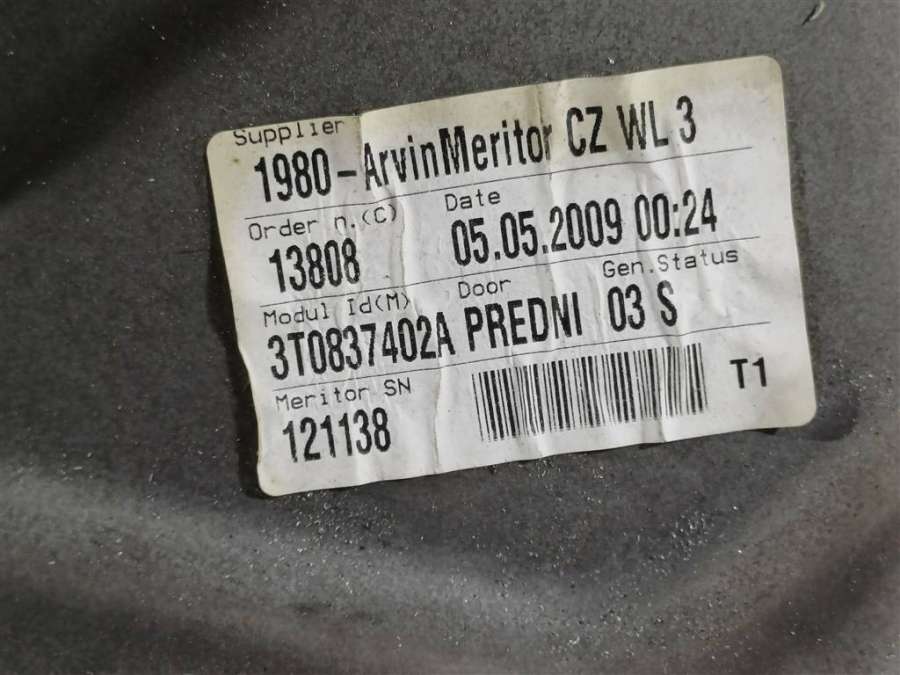 Supplier
1980-ArvinMeritor CZ WL 3
Order n.(C) Date
13808 05.05.2009 00:24
Modul Id(M) Door Gen.Status
3T0837402A PREDNI 03 S
Meritor SN
121138 T1